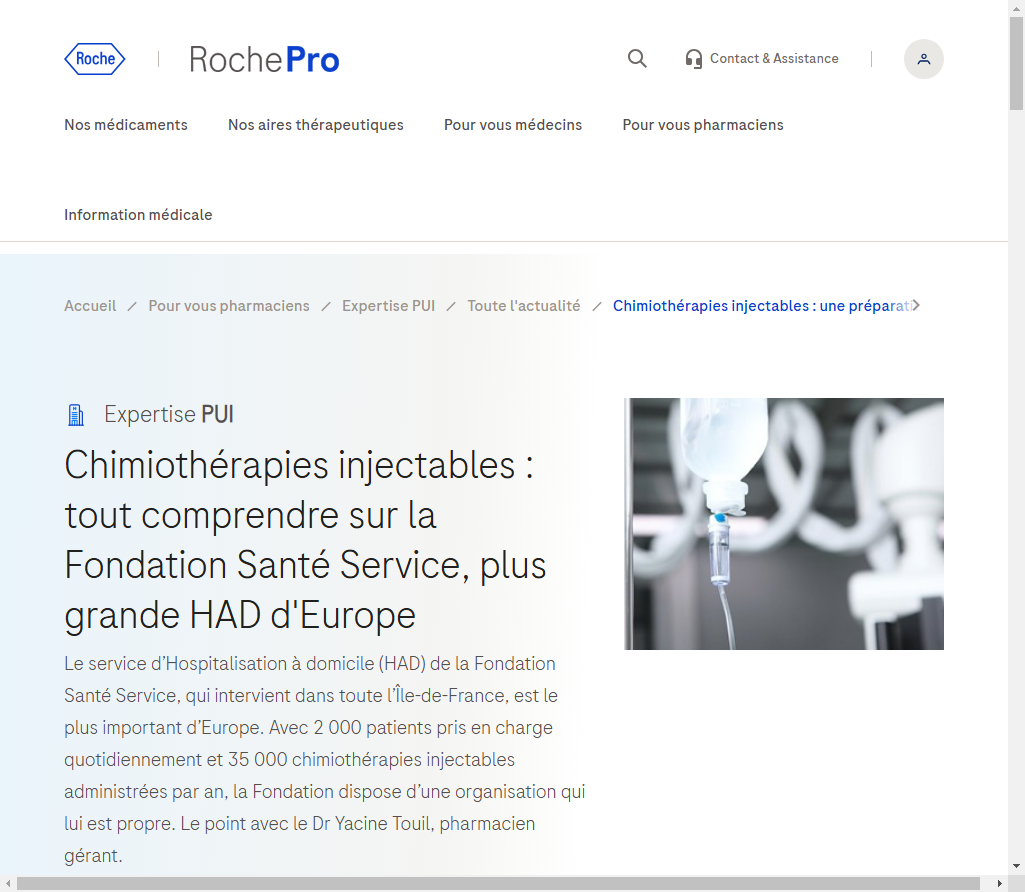 Roche
RochePro
Contact & Assistance
Nos médicaments
Nos aires thérapeutiques
Pour vous médecins
Pour vous pharmaciens
Information médicale
Accueil / Pour vous pharmaciens / Expertise PUI / Toute l'actualité / Chimiothérapies injectables : une préparati
Expertise PUI
Chimiothérapies injectables :
tout comprendre sur la
Fondation Santé Service, plus
grande HAD d'Europe
Le service d’Hospitalisation à domicile (HAD) de la Fondation
Santé Service, qui intervient dans toute l’Île-de-France, est le
plus important d’Europe. Avec 2 000 patients pris en charge
quotidiennement et 35 000 chimiothérapies injectables
administrées par an, la Fondation dispose d’une organisation qui
lui est propre. Le point avec le Dr Yacine Touil, pharmacien
gérant.